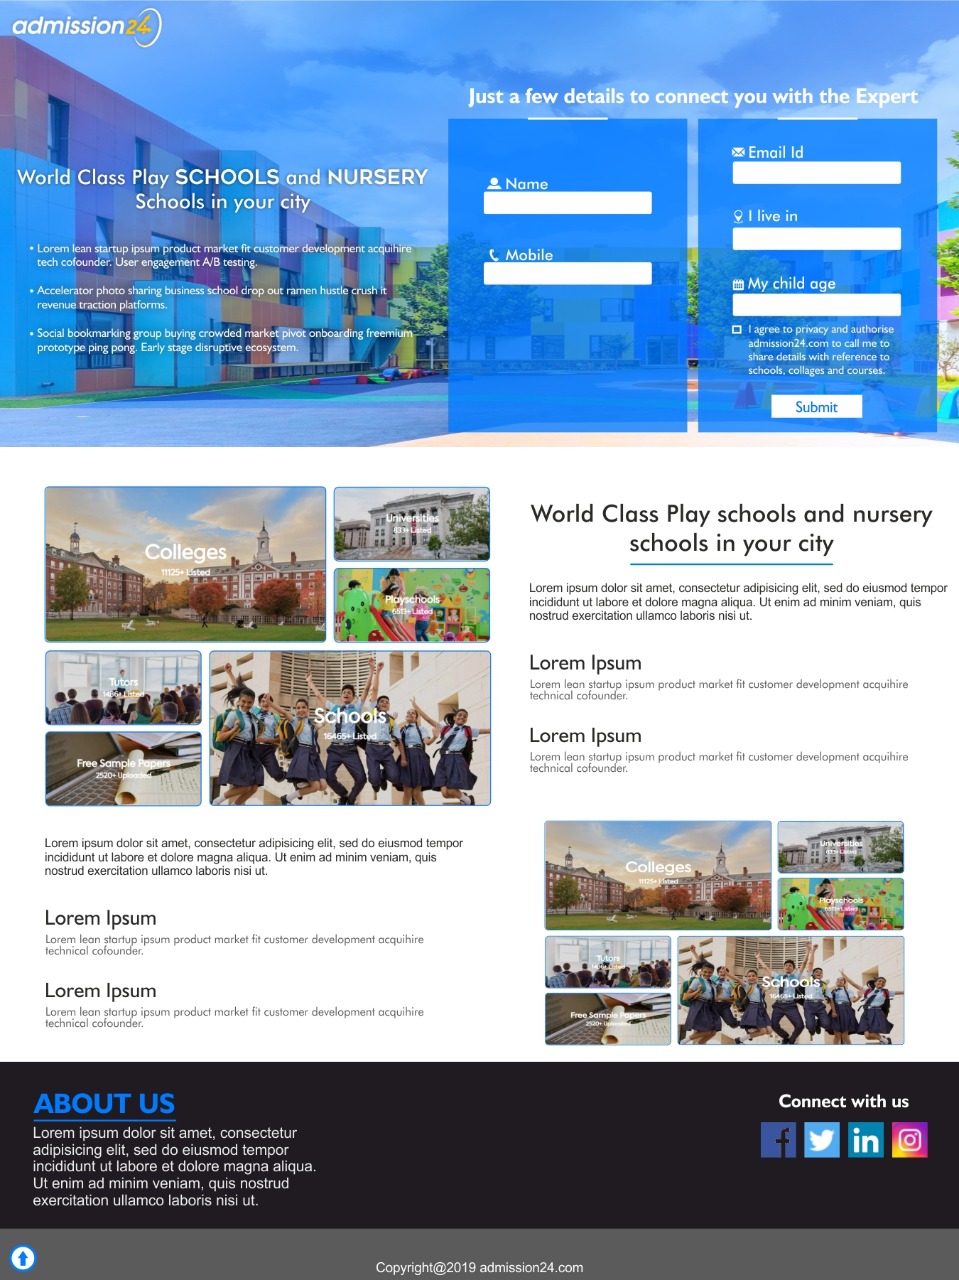 admission24
Just a few details to connect you with the Expert
World Class Play SCHOOLS and NURSERY
Schools in your city
• Lorem lean startup ipsum product market fit customer development acquihire
tech cofounder. User engagement A/B testing.
• Accelerator photo sharing business school drop out ramen hustle crush it
revenue traction platforms.
• Social bookmarking group buying crowded market pivot onboarding freemium
prototype ping pong. Early stage disruptive ecosystem.
Name
Mobile
Email Id
I live in
My child age
I agree to privacy and authorise
admission24.com to call me to
share details with reference to
schools, collages and courses.
Submit
Colleges
11125+ Listed
Universities
833+ Listed
Playschools
6513+ Listed
Tutors
1486+ Listed
Schools
16465+ Listed
Free Sample Papers
2520+ Uploaded
World Class Play schools and nursery
schools in your city
Lorem ipsum dolor sit amet, consectetur adipisicing elit, sed do eiusmod tempor
incididunt ut labore et dolore magna aliqua. Ut enim ad minim veniam, quis
nostrud exercitation ullamco laboris nisi ut.
Lorem Ipsum
Lorem lean startup ipsum product market fit customer development acquihire
technical cofounder.
Lorem Ipsum
Lorem lean startup ipsum product market fit customer development acquihire
technical cofounder.
Lorem ipsum dolor sit amet, consectetur adipisicing elit, sed do eiusmod tempor
incididunt ut labore et dolore magna aliqua. Ut enim ad minim veniam, quis
nostrud exercitation ullamco laboris nisi ut.
Lorem Ipsum
Lorem lean startup ipsum product market fit customer development acquihire
technical cofounder.
Lorem Ipsum
Lorem lean startup ipsum product market fit customer development acquihire
technical cofounder.
Colleges
11125+ Listed
Universities
833+ Listed
Playschools
6513+ Listed
Tutors
1486+ Listed
Schools
16465+ Listed
Free Sample Papers
2520+ Uploaded
ABOUT US
Lorem ipsum dolor sit amet, consectetur
adipisicing elit, sed do eiusmod tempor
incididunt ut labore et dolore magna aliqua.
Ut enim ad minim veniam, quis nostrud
exercitation ullamco laboris nisi ut.
Connect with us
Copyright@2019 admission24.com